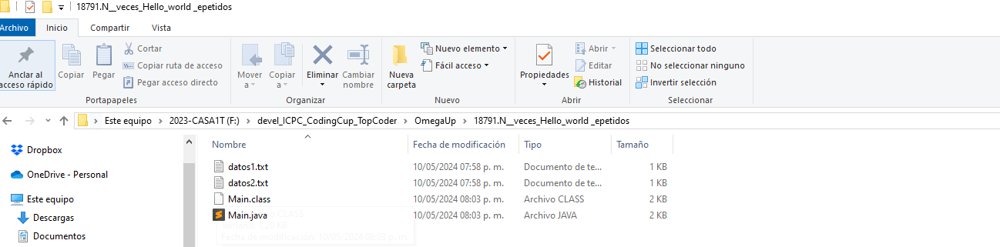 18791.N__veces_Hello_world _epetidos
Archivo Inicio Compartir Vista
Anclar al acceso rápido
Copiar
Pegar
Cortar
Copiar ruta de acceso
Pegar acceso directo
Mover a
Copiar a
Eliminar
Cambiar nombre
Nueva carpeta
Nuevo elemento
Fácil acceso
Propiedades
Abrir
Editar
Historial
Seleccionar todo
No seleccionar ninguno
Invertir selección
Portapapeles Organizar Nuevo Abrir Seleccionar
Este equipo > 2023-CASA1T (F:) > devel_ICPC_CodingCup_TopCoder > OmegaUp > 18791.N__veces_Hello_world _epetidos
Dropbox
OneDrive - Personal
Este equipo
Descargas
Documentos
Nombre Fecha de modificación Tipo Tamaño
datos1.txt 10/05/2024 07:58 p. m. Documento de te... 1 KB
datos2.txt 10/05/2024 07:58 p. m. Documento de te... 1 KB
Main.class 10/05/2024 08:03 p. m. Archivo CLASS 2 KB
Main.java 10/05/2024 08:03 p. m. Archivo JAVA 2 KB
Fecha de modificación: 10/05/2024 08:03 p. m.